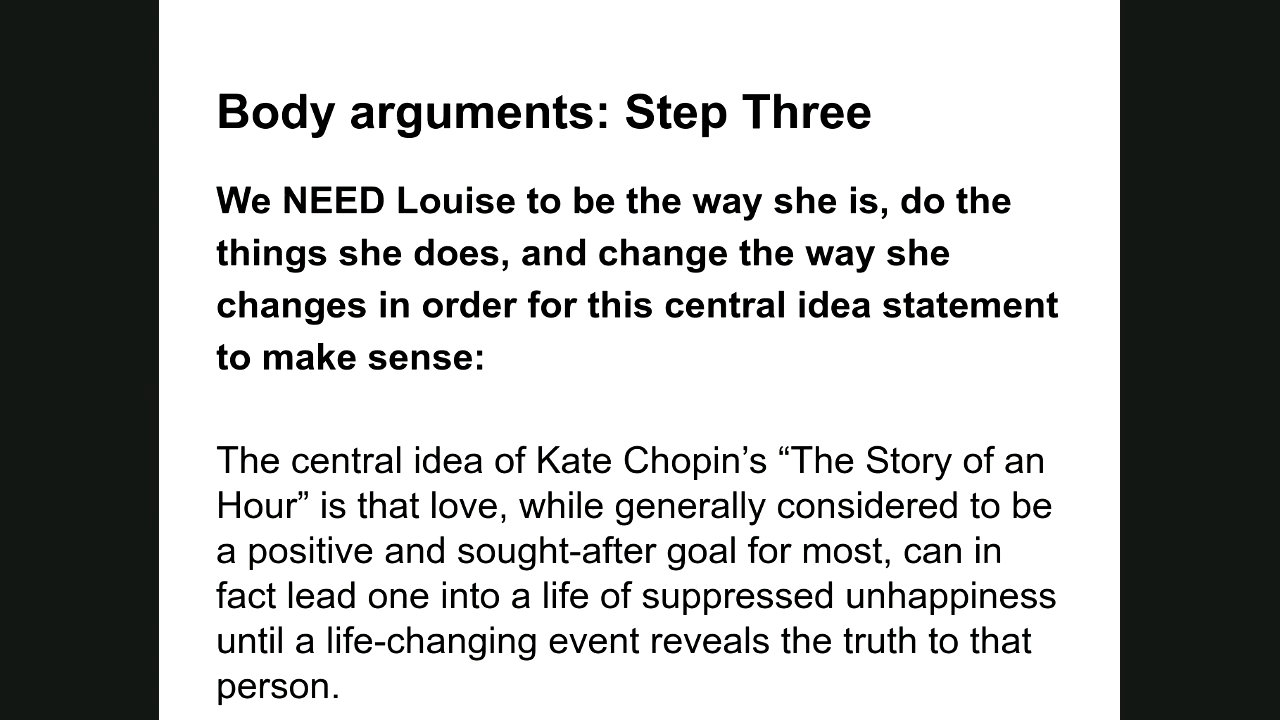 Body arguments: Step Three
We NEED Louise to be the way she is, do the
things she does, and change the way she
changes in order for this central idea statement
to make sense:
The central idea of Kate Chopin’s “The Story of an
Hour” is that love, while generally considered to be
a positive and sought-after goal for most, can in
fact lead one into a life of suppressed unhappiness
until a life-changing event reveals the truth to that
person.